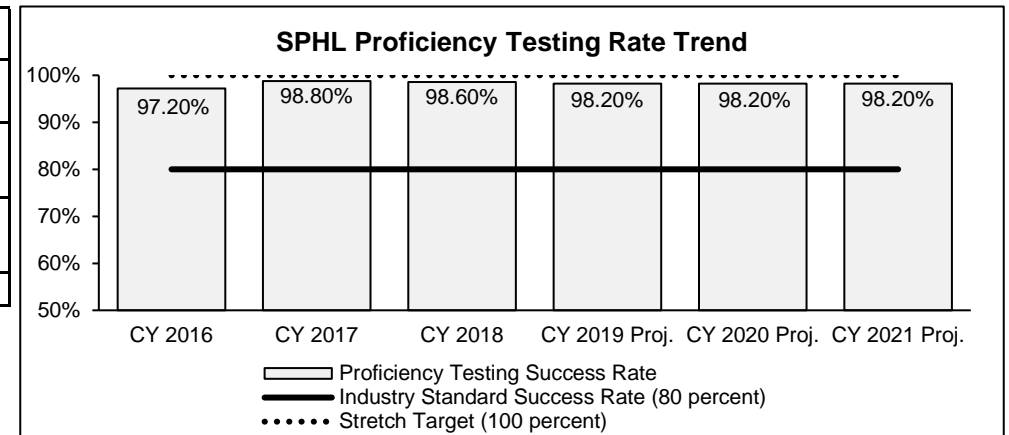 SPHL Proficiency Testing Rate Trend
100%
90%
80%
70%
60%
50%
97.20%
98.80%
98.60%
98.20%
98.20%
98.20%
CY 2016
CY 2017
CY 2018
CY 2019 Proj.
CY 2020 Proj.
CY 2021 Proj.
Proficiency Testing Success Rate
Industry Standard Success Rate (80 percent)
Stretch Target (100 percent)